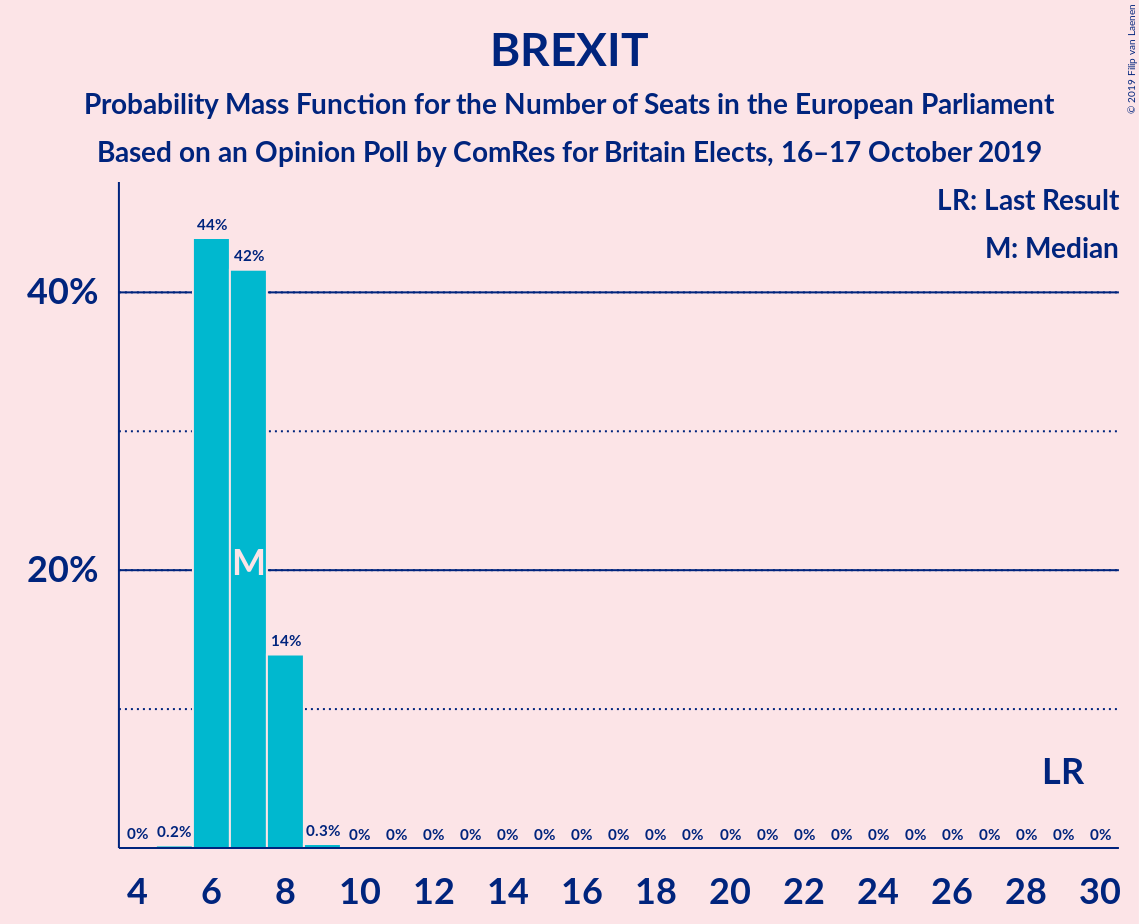 BREXIT
Probability Mass Function for the Number of Seats in the European Parliament
Based on an Opinion Poll by ComRes for Britain Elects, 16–17 October 2019
© 2019 Filip van Laenen
LR: Last Result
M: Median
40%
20%
44%
42%
M
14%
LR
0% 0.2% 0.3% 0% 0% 0% 0% 0% 0% 0% 0% 0% 0% 0% 0% 0% 0% 0% 0% 0% 0% 0% 0% 0%
4 6 8 10 12 14 16 18 20 22 24 26 28 30